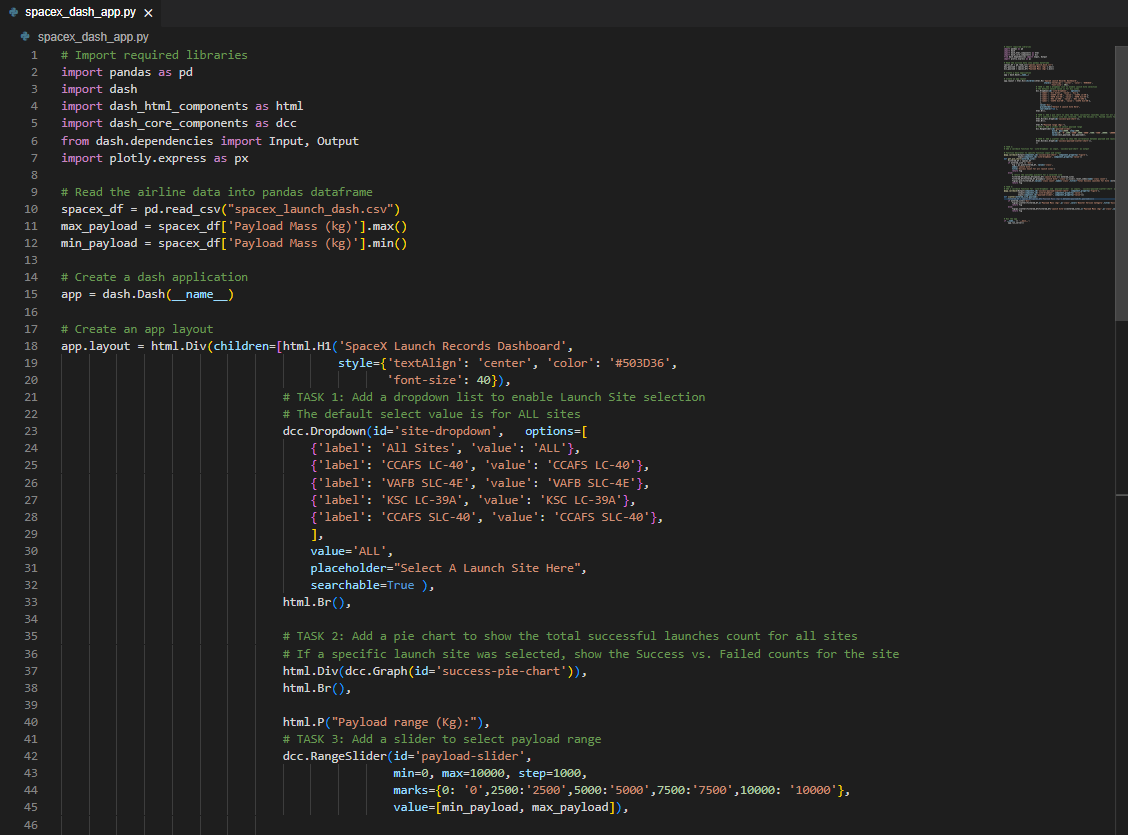 spacex_dash_app.py ×
spacex_dash_app.py
1 # Import required libraries
2 import pandas as pd
3 import dash
4 import dash_html_components as html
5 import dash_core_components as dcc
6 from dash.dependencies import Input, Output
7 import plotly.express as px
8
9 # Read the airline data into pandas dataframe
10 spacex_df = pd.read_csv("spacex_launch_dash.csv")
11 max_payload = spacex_df['Payload Mass (kg)'].max()
12 min_payload = spacex_df['Payload Mass (kg)'].min()
13
14 # Create a dash application
15 app = dash.Dash(__name__)
16
17 # Create an app layout
18 app.layout = html.Div(children=[html.H1('SpaceX Launch Records Dashboard',
19 style={'textAlign': 'center', 'color': '#503D36',
20 'font-size': 40}),
21 # TASK 1: Add a dropdown list to enable Launch Site selection
22 # The default select value is for ALL sites
23 dcc.Dropdown(id='site-dropdown',   options=[
24 {'label': 'All Sites', 'value': 'ALL'},
25 {'label': 'CCAFS LC-40', 'value': 'CCAFS LC-40'},
26 {'label': 'VAFB SLC-4E', 'value': 'VAFB SLC-4E'},
27 {'label': 'KSC LC-39A', 'value': 'KSC LC-39A'},
28 {'label': 'CCAFS SLC-40', 'value': 'CCAFS SLC-40'},
29 ],
30 value='ALL',
31 placeholder="Select A Launch Site Here",
32 searchable=True ),
33 html.Br(),
34
35 # TASK 2: Add a pie chart to show the total successful launches count for all sites
36 # If a specific launch site was selected, show the Success vs. Failed counts for the site
37 html.Div(dcc.Graph(id='success-pie-chart')),
38 html.Br(),
39
40 html.P("Payload range (Kg):"),
41 # TASK 3: Add a slider to select payload range
42 dcc.RangeSlider(id='payload-slider',
43 min=0, max=10000, step=1000,
44 marks={0: '0',2500:'2500',5000:'5000',7500:'7500',10000: '10000'},
45 value=[min_payload, max_payload]),
46